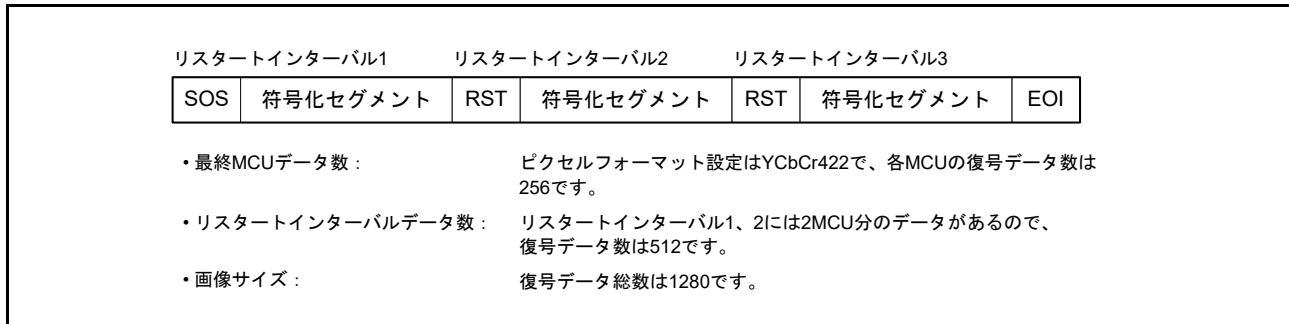 リスタートインターバル1 リスタートインターバル2 リスタートインターバル3
SOS 符号化セグメント RST 符号化セグメント RST 符号化セグメント EOI
• 最終MCUデータ数： ピクセルフォーマット設定はYCbCr422で、各MCUの復号データ数は
256です。
• リスタートインターバルデータ数： リスタートインターバル1、2には2MCU分のデータがあるので、
復号データ数は512です。
• 画像サイズ： 復号データ総数は1280です。